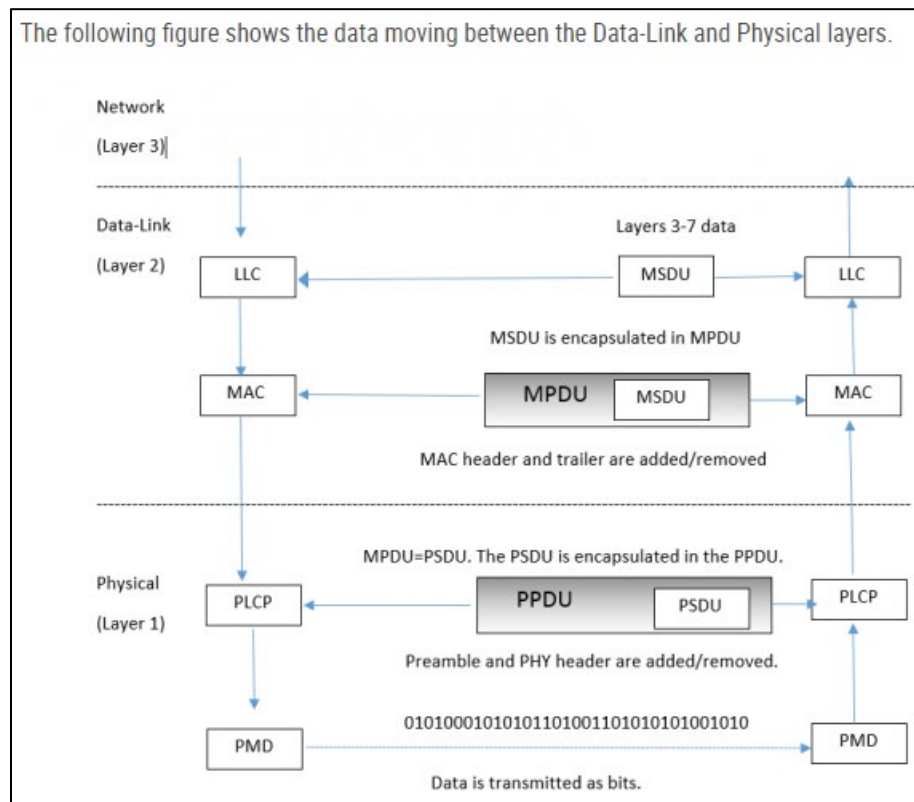 The following figure shows the data moving between the Data-Link and Physical layers.
Network
(Layer 3)
Data-Link
(Layer 2)
Layers 3-7 data
LLC
MSDU
LLC
MSDU is encapsulated in MPDU
MAC
MPDU
MSDU
MAC
MAC header and trailer are added/removed
MPDU=PSDU. The PSDU is encapsulated in the PPDU.
Physical
(Layer 1)
PLCP
PPDU
PSDU
PLCP
Preamble and PHY header are added/removed.
0101000101010110100110101010100​1010
PMD
PMD
Data is transmitted as bits.